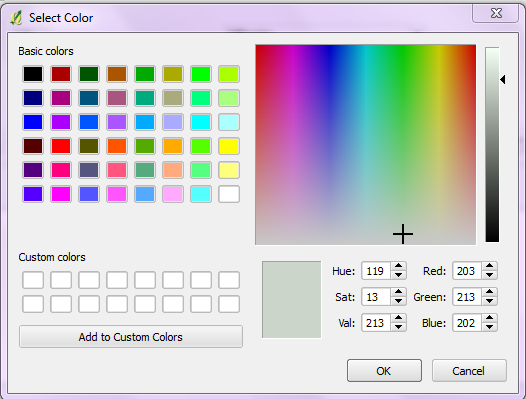 Select Color
Basic colors
Custom colors
Add to Custom Colors
Hue: 119 Red: 203
Sat: 13 Green: 213
Val: 213 Blue: 202
OK Cancel